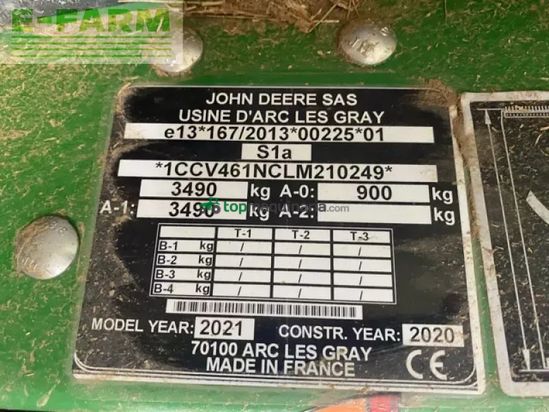 E-FARM
JOHN DEERE SAS
USINE D'ARC LES GRAY
e13*167/2013*00225*01
S1a
*1CCV461NCLM210249*
3490 kg A-0: 900 kg
A-1: 3490 kg A-2: kg
T-1 T-2 T-3
B-1 kg / / /
B-2 kg / / /
B-3 kg / / /
B-4 kg / / /
MODEL YEAR: 2021 CONSTR. YEAR: 2020
70100 ARC LES GRAY
MADE IN FRANCE CE